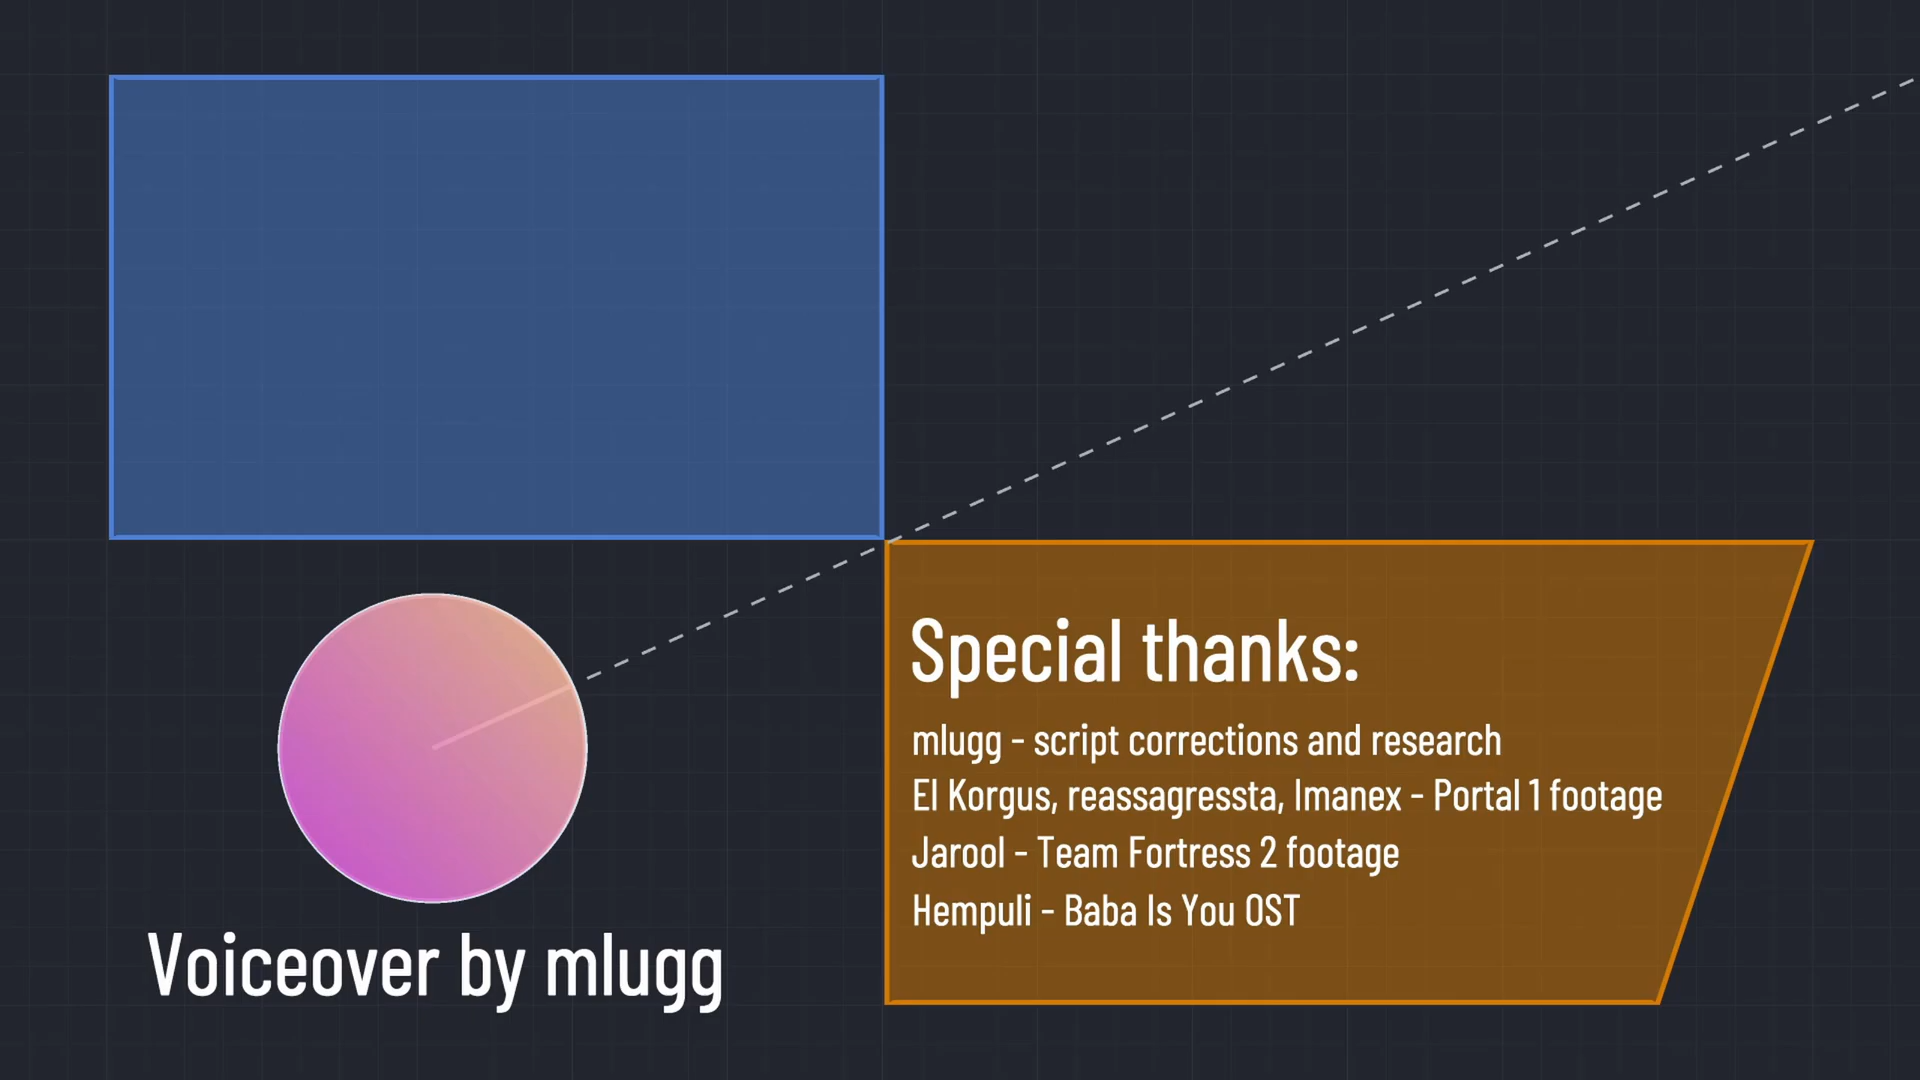 Special thanks:
mlugg - script corrections and research
El Korgus, reassagressta, Imanex - Portal 1 footage
Jarool - Team Fortress 2 footage
Hempuli - Baba Is You OST
Voiceover by mlugg